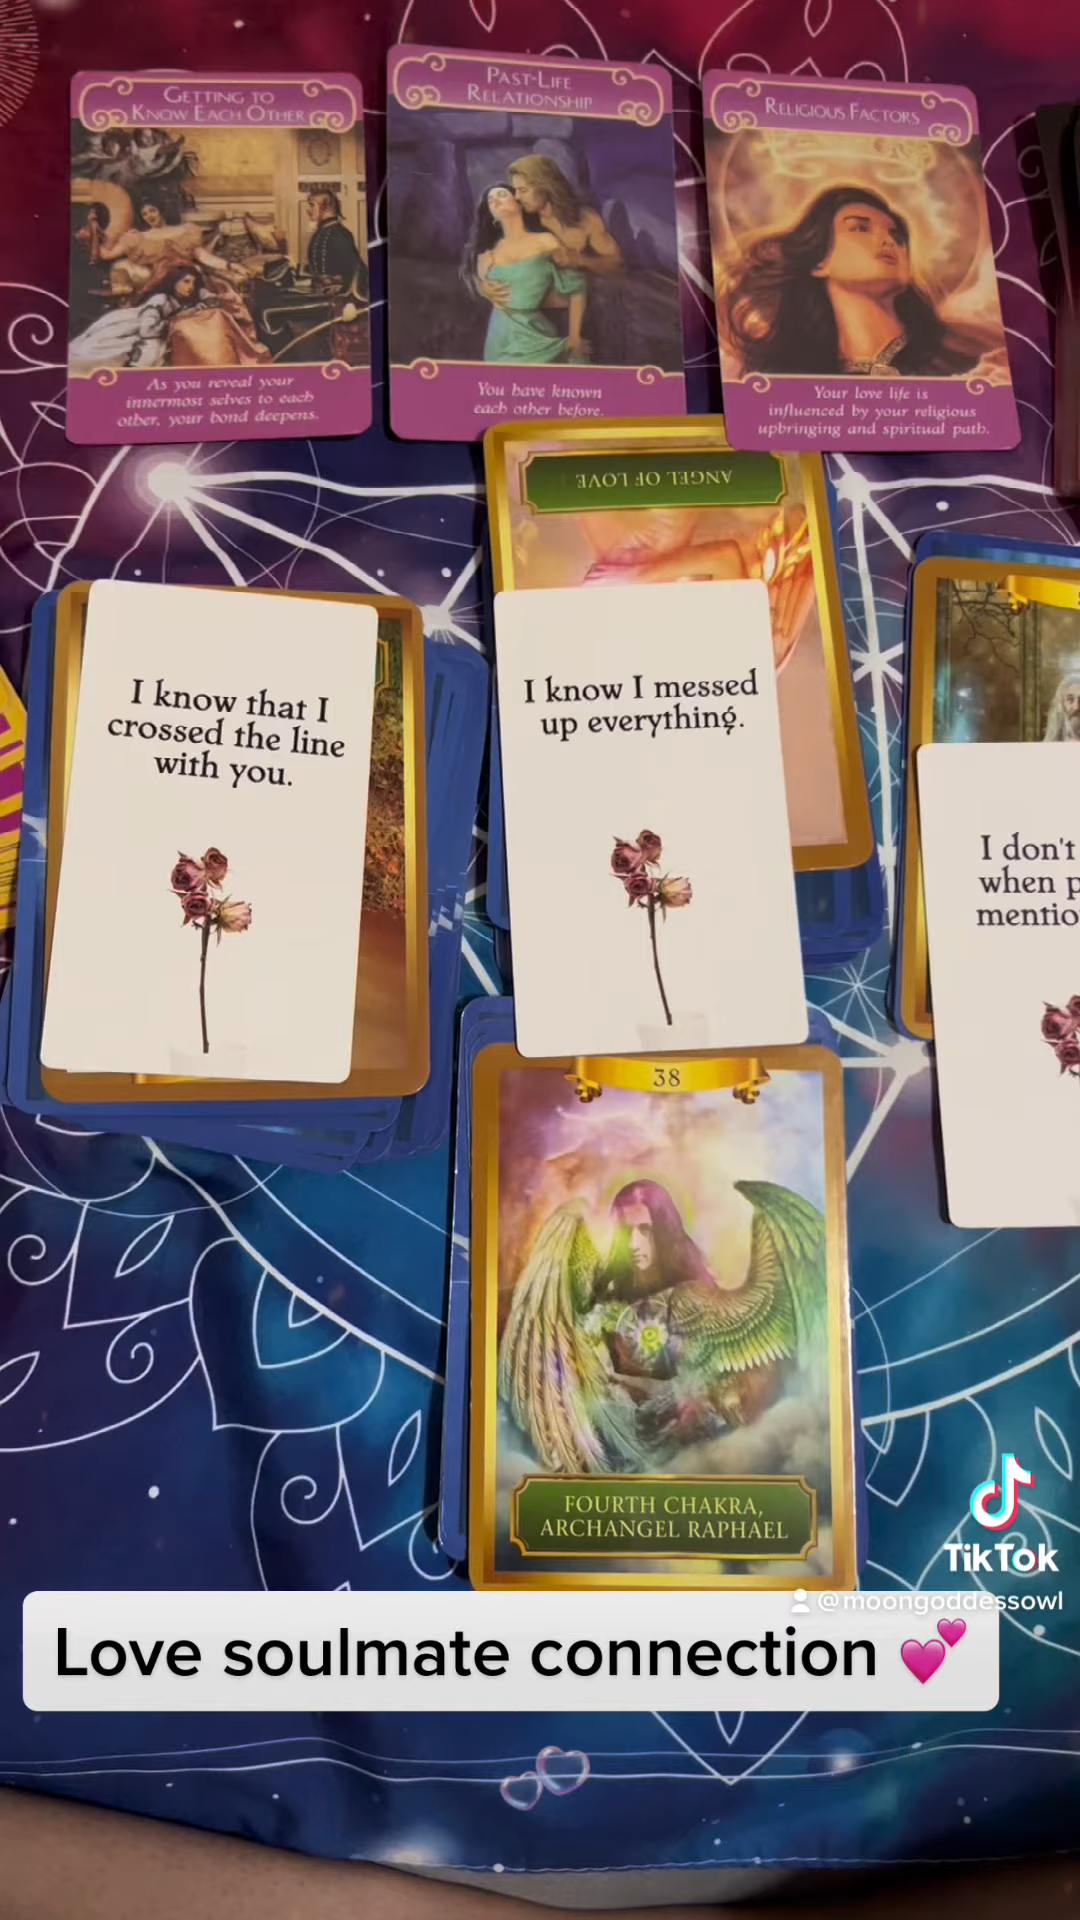 GETTING TO
KNOW EACH OTHER
As you reveal your
innermost selves to each
other, your bond deepens.
PAST-LIFE
RELATIONSHIP
You have known
each other before.
RELIGIOUS FACTORS
Your love life is
influenced by your religious
upbringing and spiritual path.
ANGEL OF LOVE
I know that I
crossed the line
with you.
I know I messed
up everything.
I don't
when p
mentio
38
FOURTH CHAKRA,
ARCHANGEL RAPHAEL
TikTok
@moongoddessowl
Love soulmate connection 💕